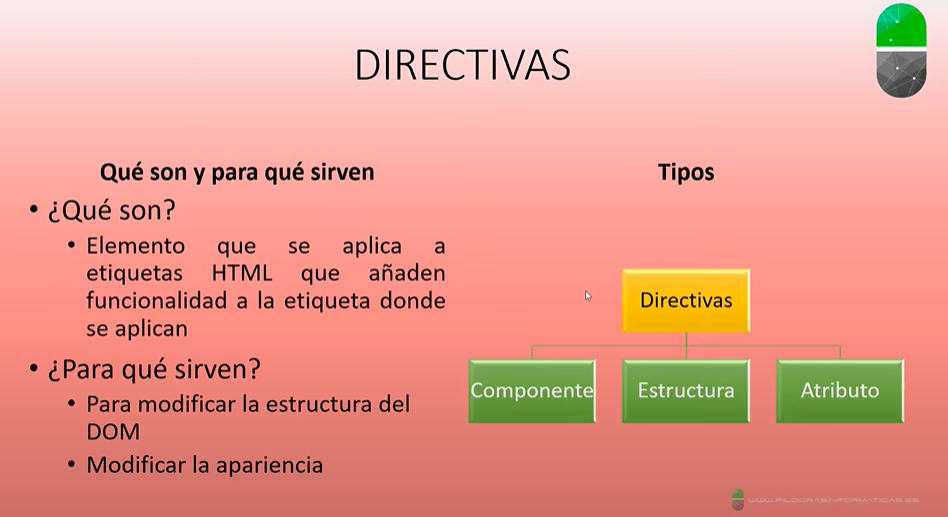 DIRECTIVAS
Qué son y para qué sirven
• ¿Qué son?
• Elemento que se aplica a
etiquetas HTML que añaden
funcionalidad a la etiqueta donde
se aplican
• ¿Para qué sirven?
• Para modificar la estructura del
DOM
• Modificar la apariencia
Tipos
Directivas
Componente
Estructura
Atributo
WWW.PILDORASINFORMATICAS.ES